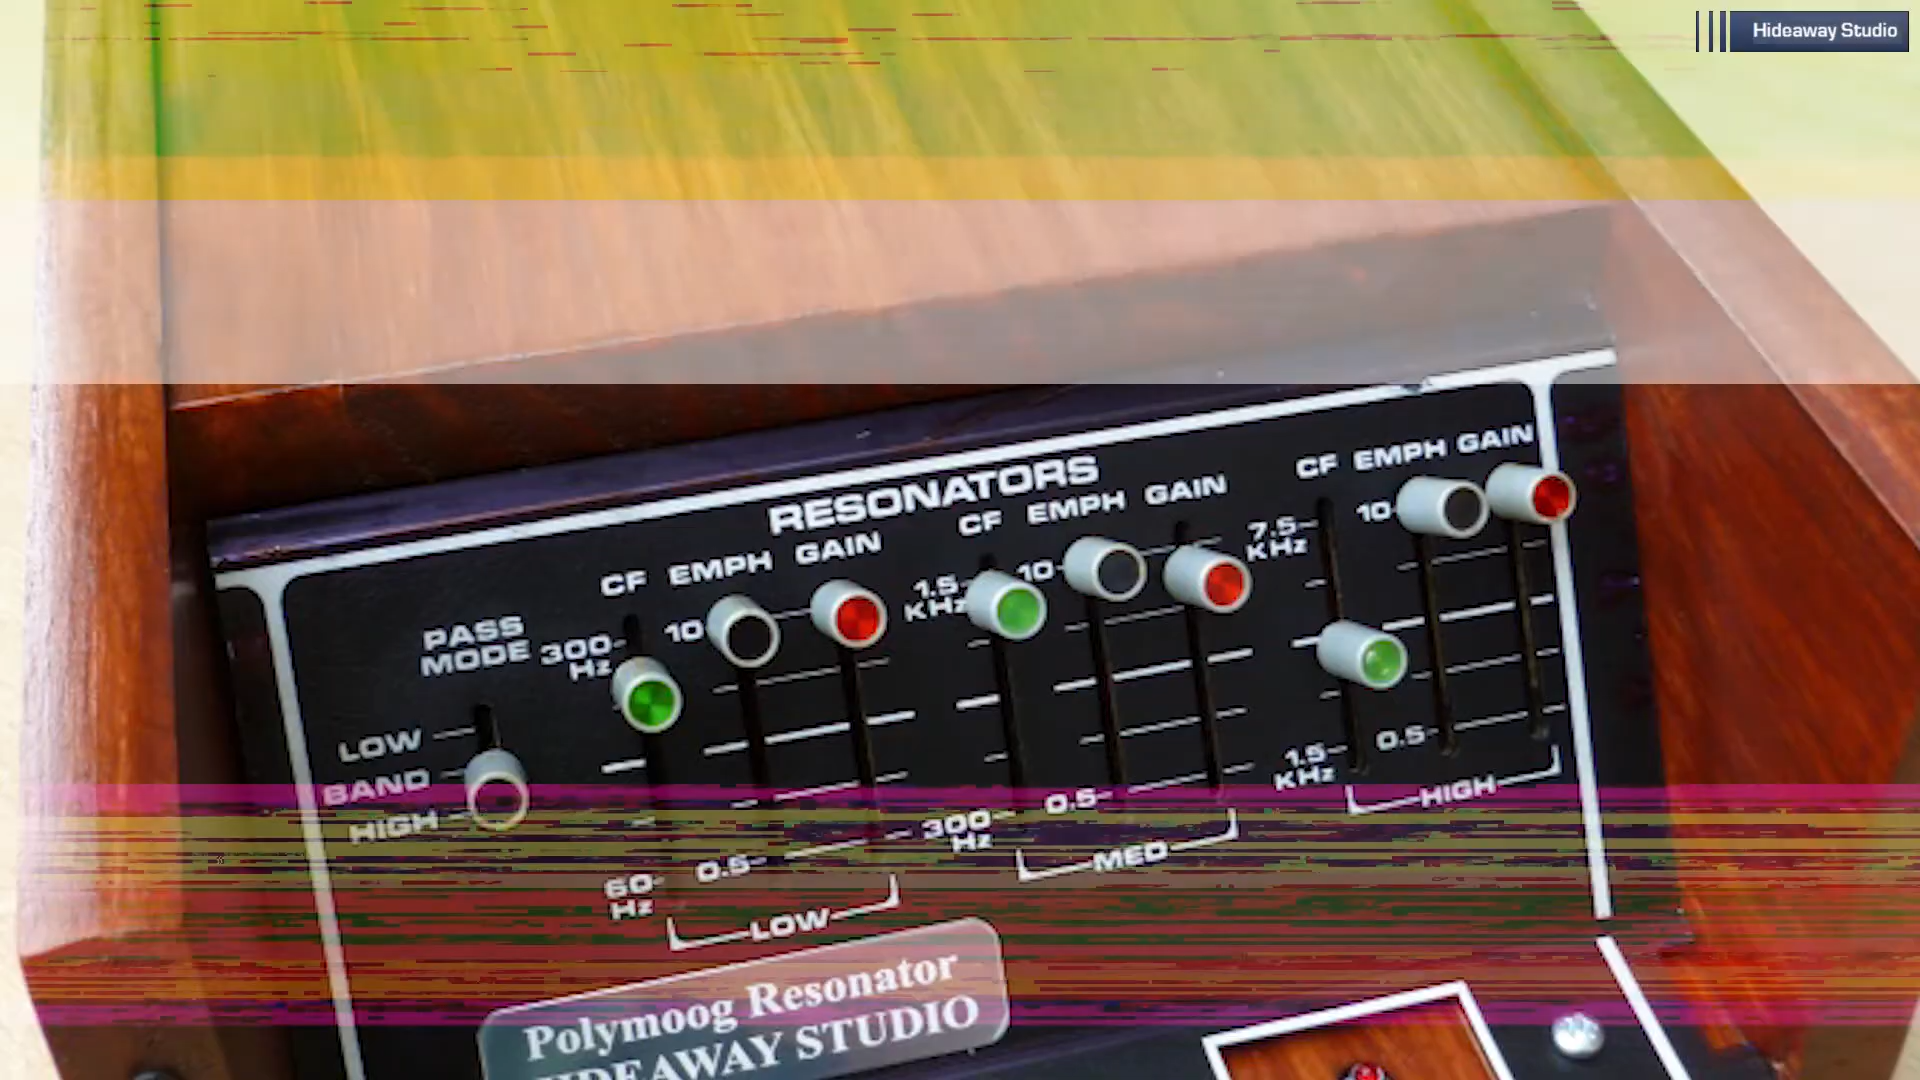 Hideaway Studio
RESONATORS
CF EMPH GAIN
CF EMPH GAIN
CF EMPH GAIN
PASS
MODE
LOW
BAND
HIGH
300
Hz
10
60
Hz
0.5
LOW
1.5
KHz
10
300
Hz
0.5
MED
7.5
KHz
10
1.5
KHz
0.5
HIGH
Polymoog Resonator
HIDEAWAY STUDIO